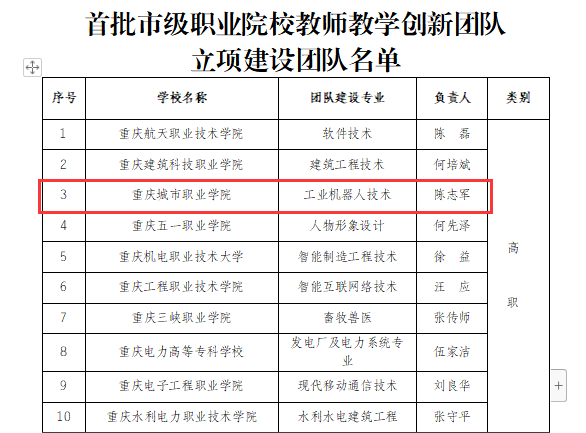 首批市级职业院校教师教学创新团队
立项建设团队名单
序号 学校名称 团队建设专业 负责人 类别
1 重庆航天职业技术学院 软件技术 陈 磊
2 重庆建筑科技职业学院 建筑工程技术 何培斌
3 重庆城市职业学院 工业机器人技术 陈志军
4 重庆五一职业学院 人物形象设计 何先泽
5 重庆机电职业技术大学 智能制造工程技术 徐 益
高
6 重庆工程职业技术学院 智能互联网络技术 汪 应
职
7 重庆三峡职业学院 畜牧兽医 张传师
8 重庆电力高等专科学校 发电厂及电力系统专
业 伍家洁
9 重庆电子工程职业学院 现代移动通信技术 刘良华
10 重庆水利电力职业技术学院 水利水电建筑工程 张守平